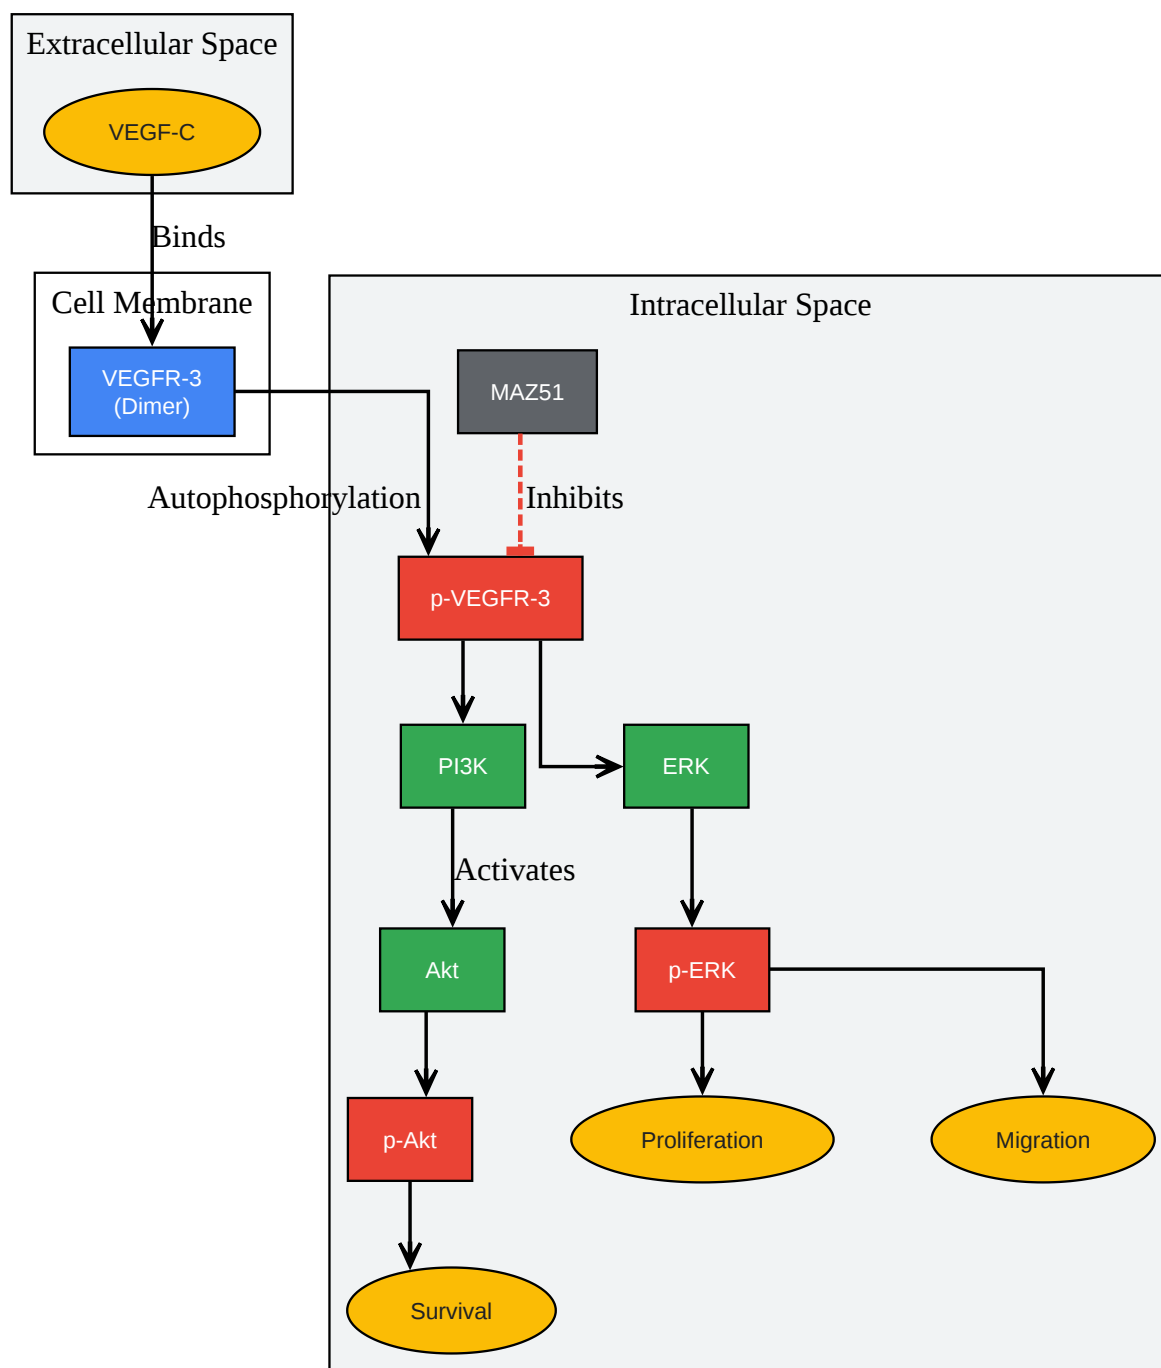 Extracellular Space
VEGF-C
Binds
Cell Membrane
VEGFR-3
(Dimer)
Intracellular Space
MAZ51
Autophosphorylation
Inhibits
p-VEGFR-3
PI3K
ERK
Activates
Akt
p-ERK
p-Akt
Proliferation
Migration
Survival